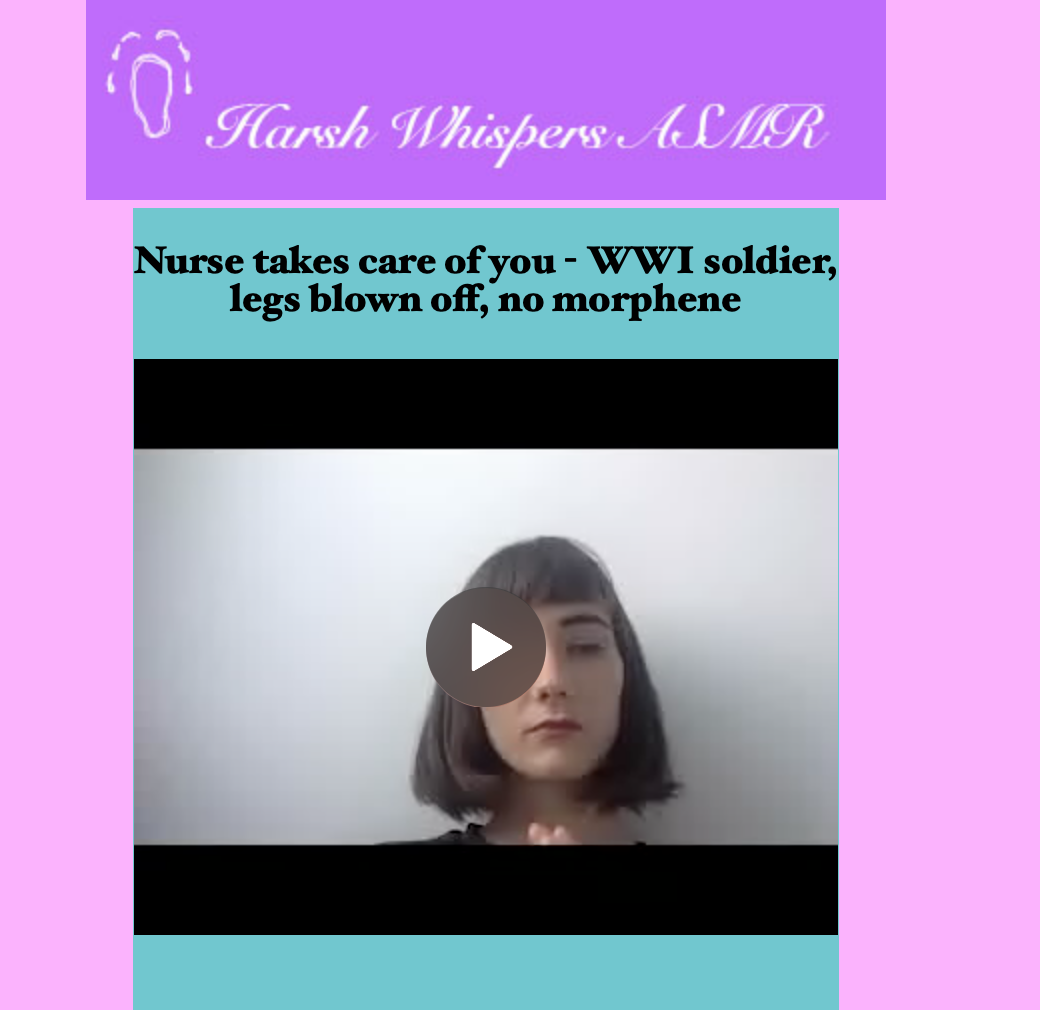 Harsh Whispers ASMR
Nurse takes care of you - WWI soldier,
legs blown off, no morphene